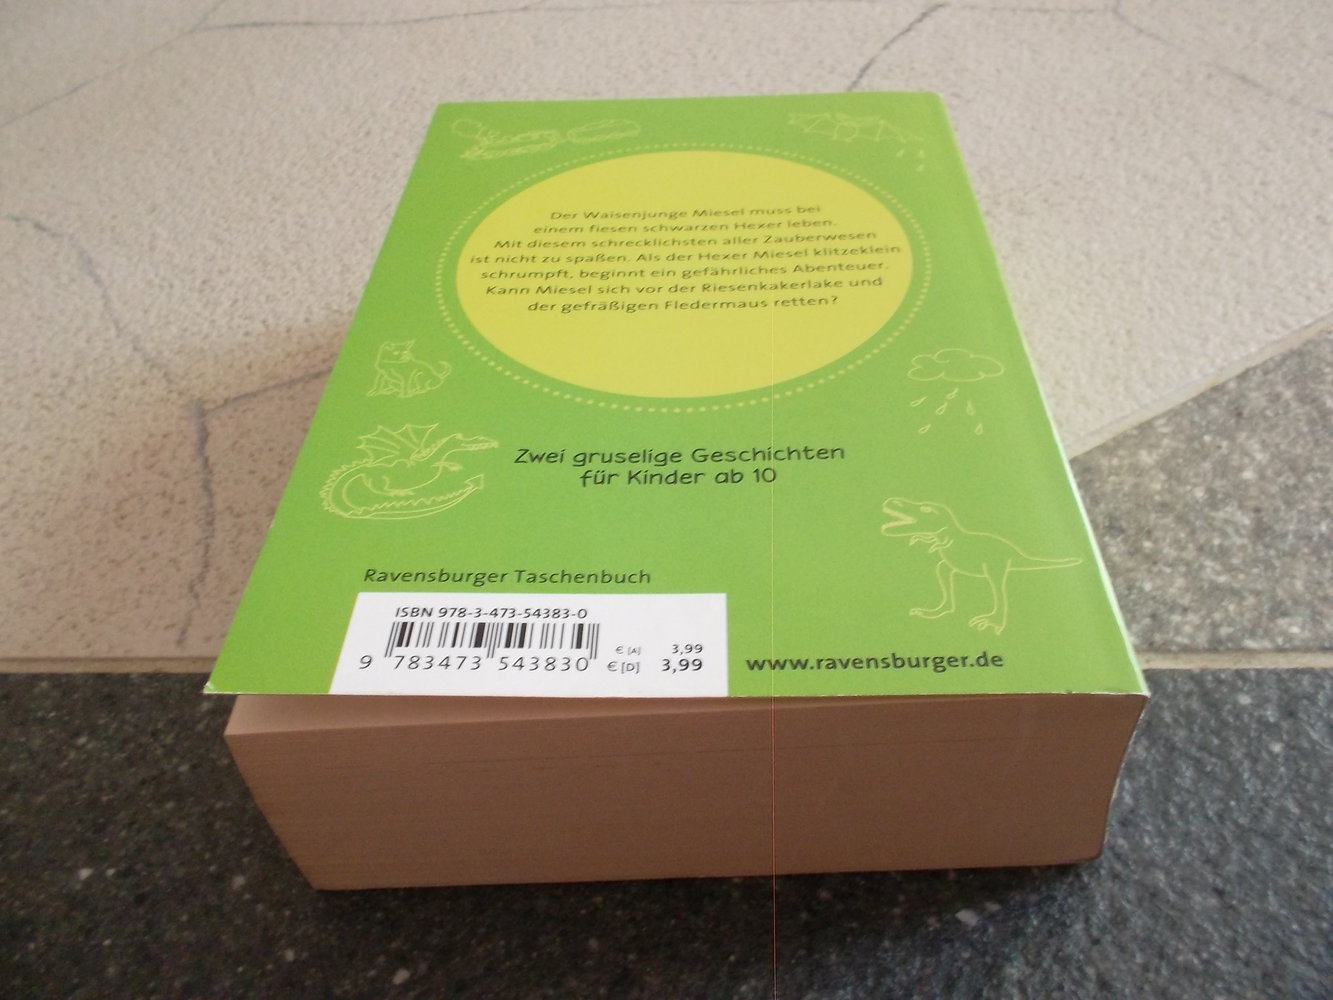 Der Waisenjunge Miesel muss bei
einem fiesen schwarzen Hexer leben.
Mit diesem schrecklichsten aller Zauberwesen
ist nicht zu spaßen. Als der Hexer Miesel klitzeklein
schrumpft, beginnt ein gefährliches Abenteuer.
Kann Miesel sich vor der Riesenkakerlake und
der gefräßigen Fledermaus retten?
Zwei gruselige Geschichten
für Kinder ab 10
Ravensburger Taschenbuch
ISBN 978-3-473-54383-0
€ [A] 3,99
9 783473 543830 € [D] 3,99
www.ravensburger.de